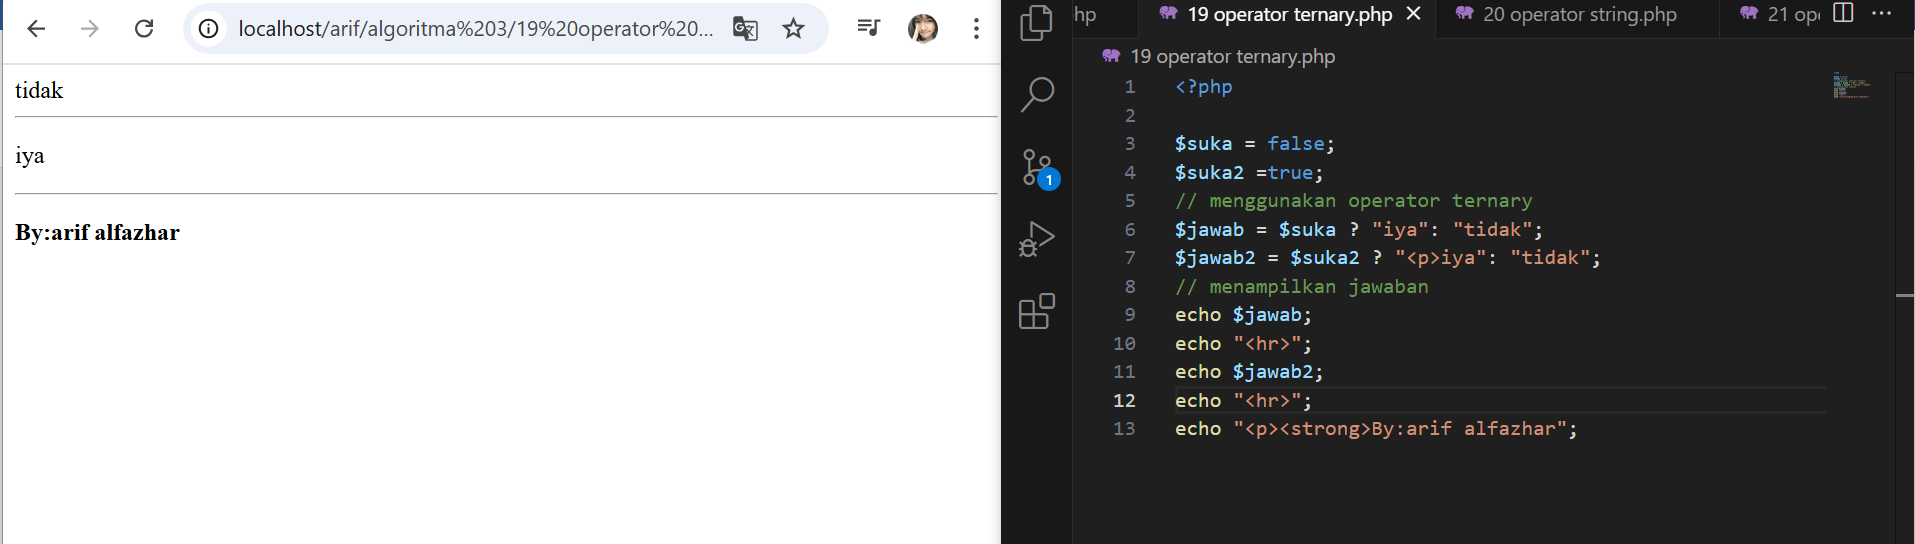 localhost/arif/algoritma%203/19%20operator%20...
tidak
iya
By:arif alfazhar
hp
19 operator ternary.php
20 operator string.php
21 op
19 operator ternary.php
1
1 <?php
2
3 $suka = false;
4 $suka2 =true;
5 // menggunakan operator ternary
6 $jawab = $suka ? "iya": "tidak";
7 $jawab2 = $suka2 ? "<p>iya": "tidak";
8 // menampilkan jawaban
9 echo $jawab;
10 echo "<hr>";
11 echo $jawab2;
12 echo "<hr>";
13 echo "<p><strong>By:arif alfazhar";